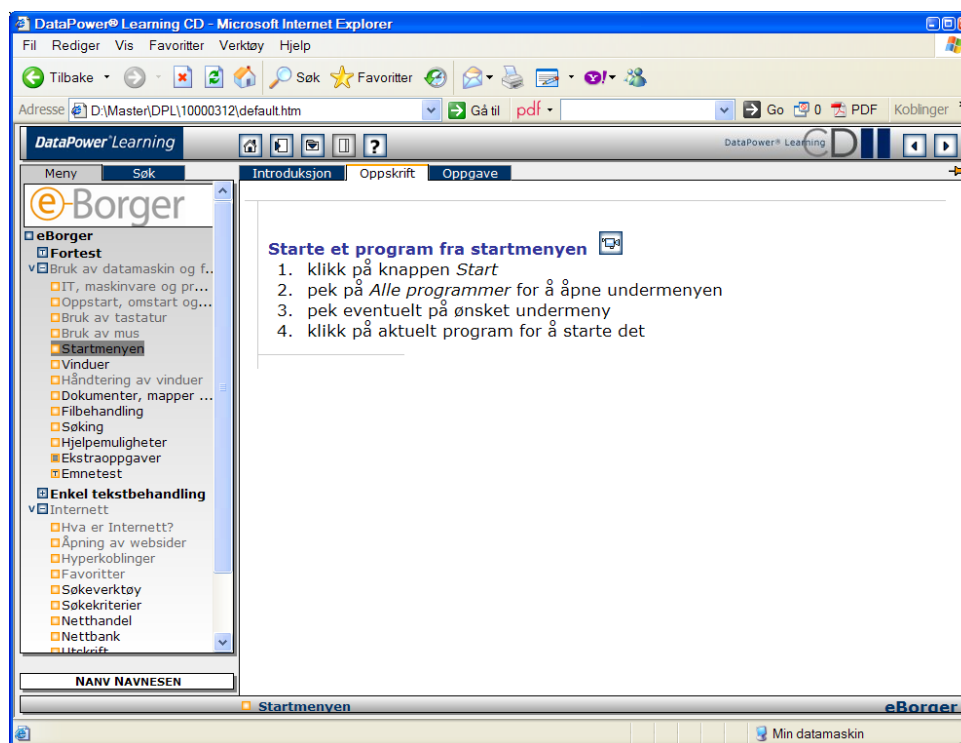 DataPower® Learning CD - Microsoft Internet Explorer
Fil Rediger Vis Favoritter Verktøy Hjelp
Tilbake Søk Favoritter
Adresse D:\Master\DPL\10000312\default.htm Gå til pdf Go 0 PDF Koblinger
DataPower® Learning ? DataPower® Learning CD
Meny Søk Introduksjon Oppskrift Oppgave
e-Borger
eBorger
Fortest
Bruk av datamaskin og f..
IT, maskinvare og pr...
Oppstart, omstart og...
Bruk av tastatur
Bruk av mus
Startmenyen
Vinduer
Håndtering av vinduer
Dokumenter, mapper ...
Filbehandling
Søking
Hjelpemuligheter
Ekstraoppgaver
Emnetest
Enkel tekstbehandling
Internett
Hva er Internett?
Åpning av websider
Hyperkoblinger
Favoritter
Søkeverktøy
Søkekriterier
Netthandel
Nettbank
Utskrift
NANV NAVNESEN
Starte et program fra startmenyen
1. klikk på knappen Start
2. pek på Alle programmer for å åpne undermenyen
3. pek eventuelt på ønsket undermeny
4. klikk på aktuelt program for å starte det
Startmenyen eBorger
Min datamaskin